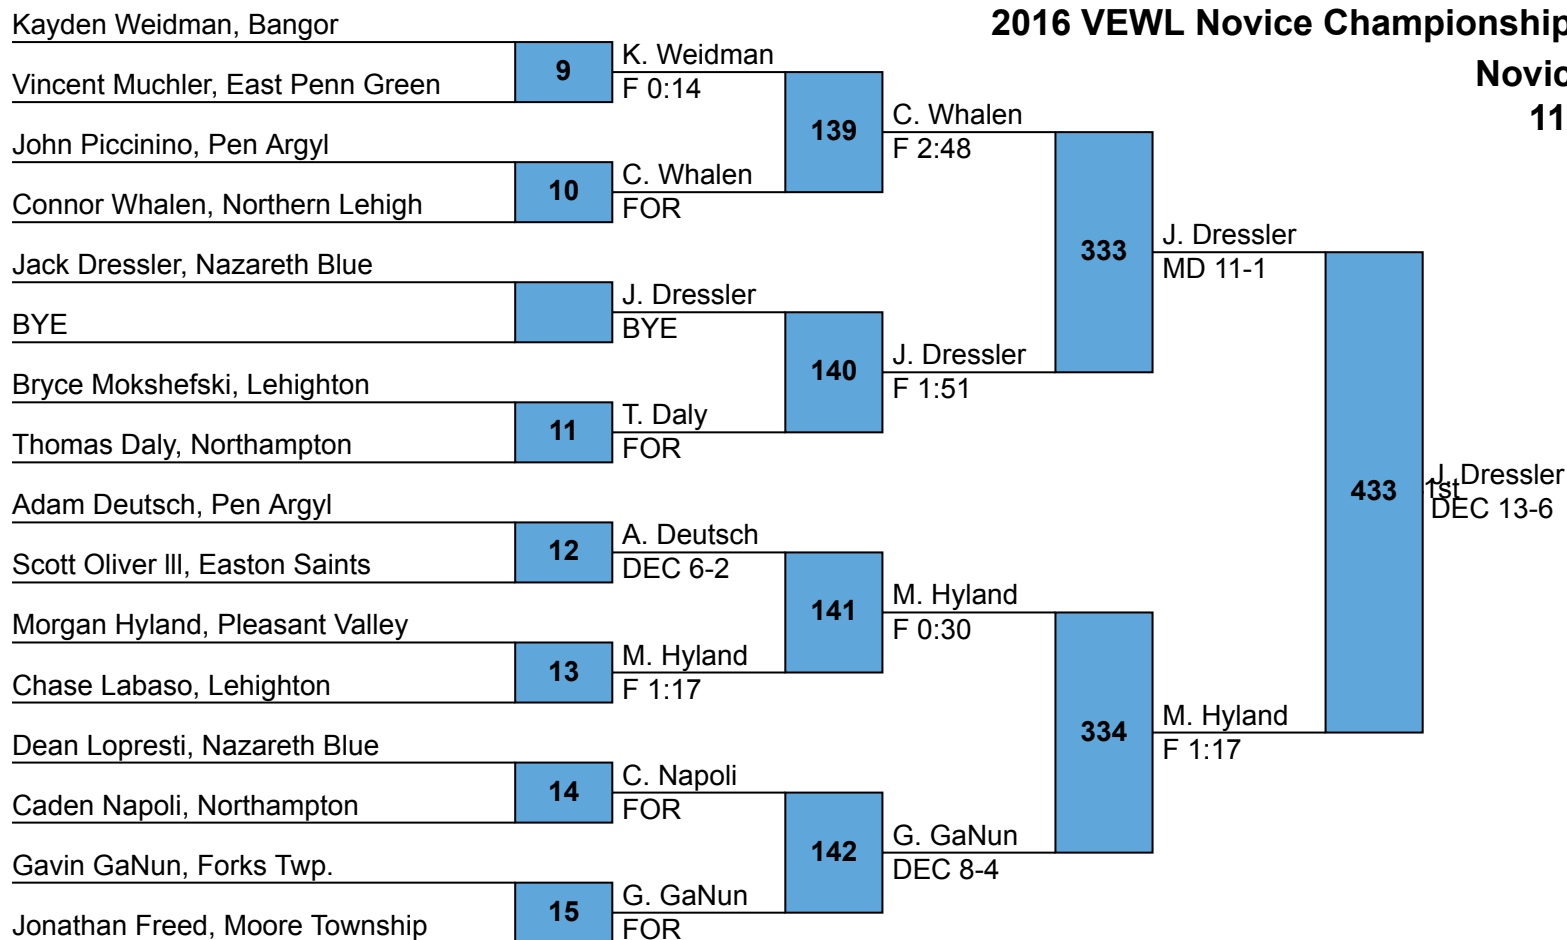 2016 VEWL Novice Championship
Novic
11
Kayden Weidman, Bangor
9
K. Weidman
Vincent Muchler, East Penn Green
F 0:14
139
C. Whalen
F 2:48
John Piccinino, Pen Argyl
10
C. Whalen
Connor Whalen, Northern Lehigh
FOR
333
J. Dressler
MD 11-1
Jack Dressler, Nazareth Blue
J. Dressler
BYE
BYE
140
J. Dressler
F 1:51
Bryce Mokshefski, Lehighton
11
T. Daly
Thomas Daly, Northampton
FOR
433
1st
J. Dressler
DEC 13-6
Adam Deutsch, Pen Argyl
12
A. Deutsch
Scott Oliver III, Easton Saints
DEC 6-2
141
M. Hyland
F 0:30
Morgan Hyland, Pleasant Valley
13
M. Hyland
Chase Labaso, Lehighton
F 1:17
334
M. Hyland
F 1:17
Dean Lopresti, Nazareth Blue
14
C. Napoli
Caden Napoli, Northampton
FOR
142
G. GaNun
DEC 8-4
Gavin GaNun, Forks Twp.
15
G. GaNun
Jonathan Freed, Moore Township
FOR